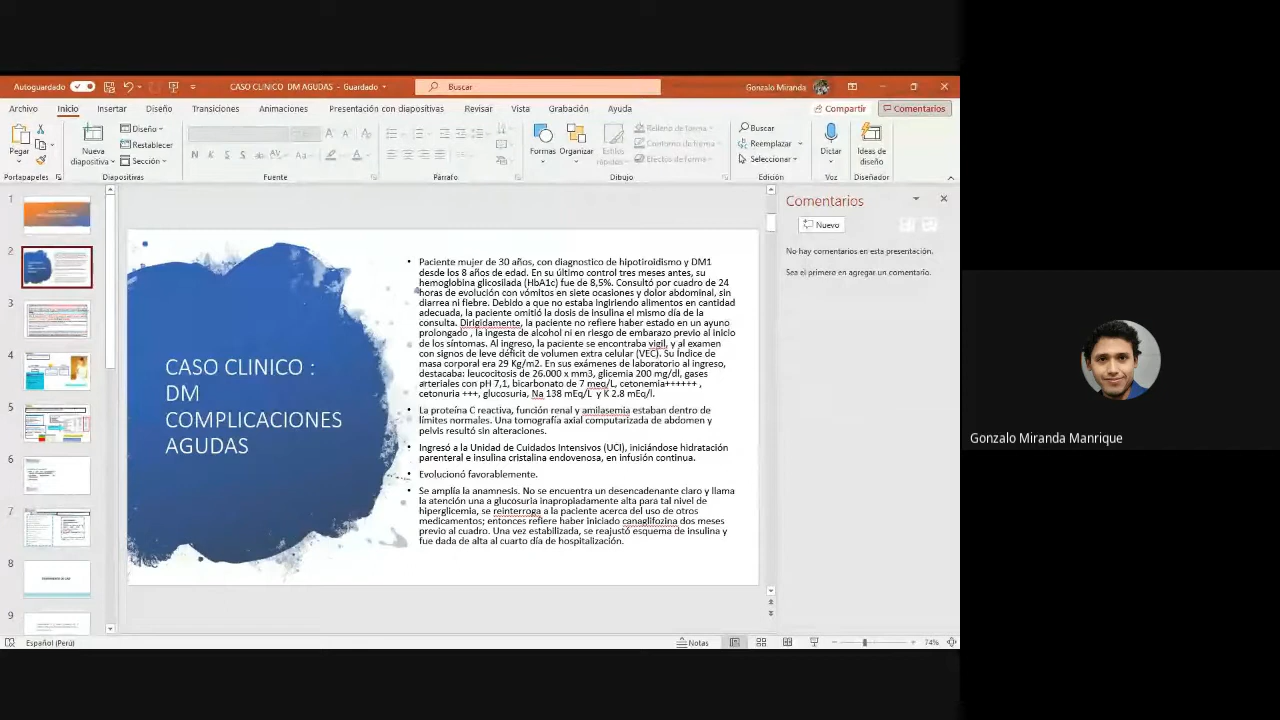 Autoguardado
CASO CLINICO DM AGUDAS - Guardado
Buscar
Gonzalo Miranda
Archivo Inicio Insertar Diseño Transiciones Animaciones Presentación con diapositivas Revisar Vista Grabación Ayuda
Compartir Comentarios
Pegar
Nueva diapositiva
Diseño
Restablecer
Sección
Formas
Organizar
Estilos rápidos
Relleno de forma
Contorno de forma
Efectos de forma
Buscar
Reemplazar
Seleccionar
Dictar
Ideas de diseño
Portapapeles Diapositivas Fuente Párrafo Dibujo Edición Voz Diseñador
1
2
3
4
5
6
7
8
9
CASO CLINICO :
DM
COMPLICACIONES
AGUDAS
• Paciente mujer de 30 años, con diagnostico de hipotiroidismo y DM1
desde los 8 años de edad. En su último control tres meses antes, su
hemoglobina glicosilada (HbA1c) fue de 8,5%. Consultó por cuadro de 24
horas de evolución con vómitos en siete ocasiones y dolor abdominal, sin
diarrea ni fiebre. Debido a que no estaba ingiriendo alimentos en cantidad
adecuada, la paciente omitió la dosis de insulina el mismo día de la
consulta. Dirigidamente, la paciente no refiere haber estado en un ayuno
prolongado , la ingesta de alcohol ni en riesgo de embarazo previo al inicio
de los síntomas. Al ingreso, la paciente se encontraba vigil, y al examen
con signos de leve déficit de volumen extra celular (VEC). Su Índice de
masa corporal era 29 Kg/m2. En sus exámenes de laboratorio al ingreso,
destacaba: leucocitosis de 26.000 x mm3, glicemia 200 mg/dl, gases
arteriales con pH 7,1, bicarbonato de 7 meq/L, cetonemia++++++ ,
cetonuria +++, glucosuria, Na 138 mEq/L y K 2.8 mEq/l.
• La proteína C reactiva, función renal y amilasemia estaban dentro de
límites normales. Una tomografía axial computarizada de abdomen y
pelvis resultó sin alteraciones.
• Ingresó a la Unidad de Cuidados Intensivos (UCI), iniciándose hidratación
parenteral e insulina cristalina endovenosa, en infusión continua.
• Evolucionó favorablemente.
• Se amplía la anamnesis. No se encuentra un desencadenante claro y llama
la atención una a glucosuria inapropiadamente alta para tal nivel de
hiperglicemia, se reinterroga a la paciente acerca del uso de otros
medicamentos; entonces refiere haber iniciado canaglifozina dos meses
previo al cuadro. Una vez estabilizada, se reajustó esquema de insulina y
fue dada de alta al cuarto día de hospitalización.
Comentarios
Nuevo
No hay comentarios en esta presentación.
Sea el primero en agregar un comentario.
Gonzalo Miranda Manrique
Español (Perú)
Notas
74%